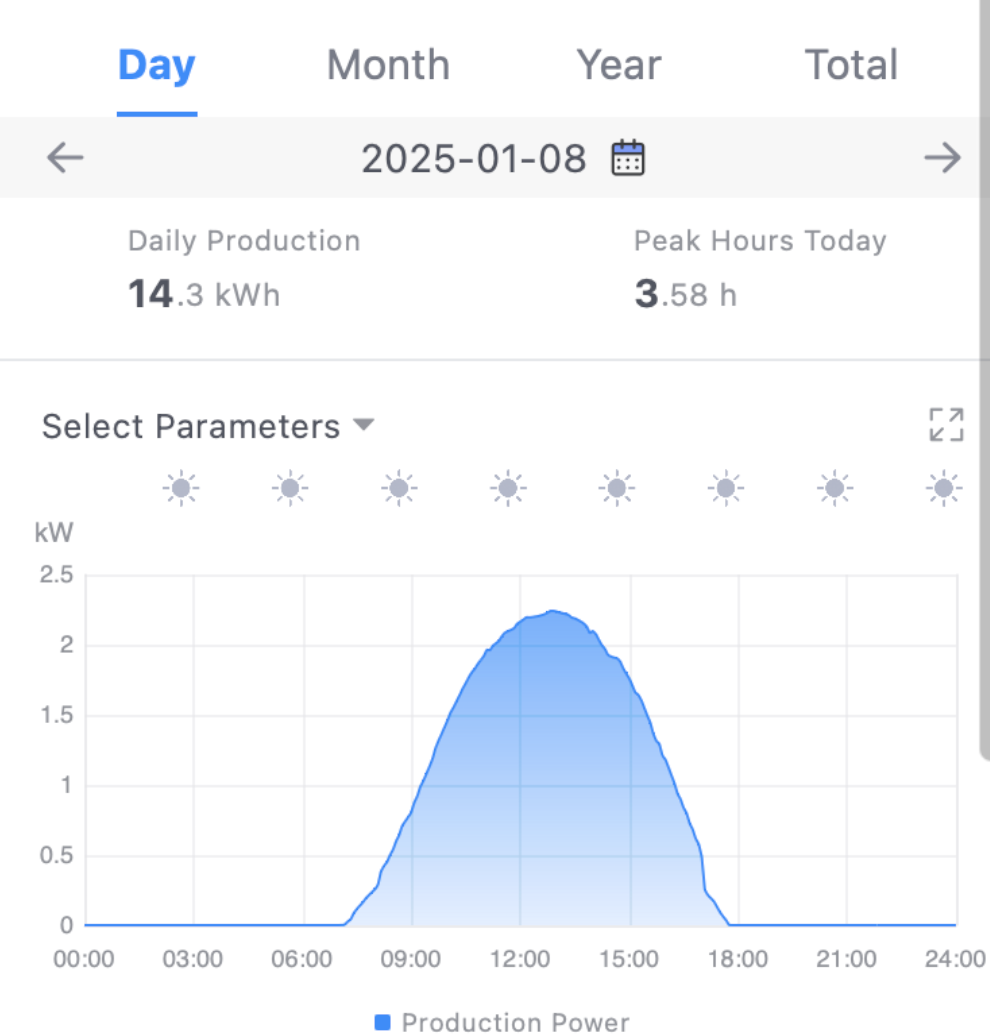 Day Month Year Total
2025-01-08
Daily Production Peak Hours Today
14.3 kWh 3.58 h
Select Parameters
kW
2.5
2
1.5
1
0.5
0
00:00 03:00 06:00 09:00 12:00 15:00 18:00 21:00 24:00
Production Power